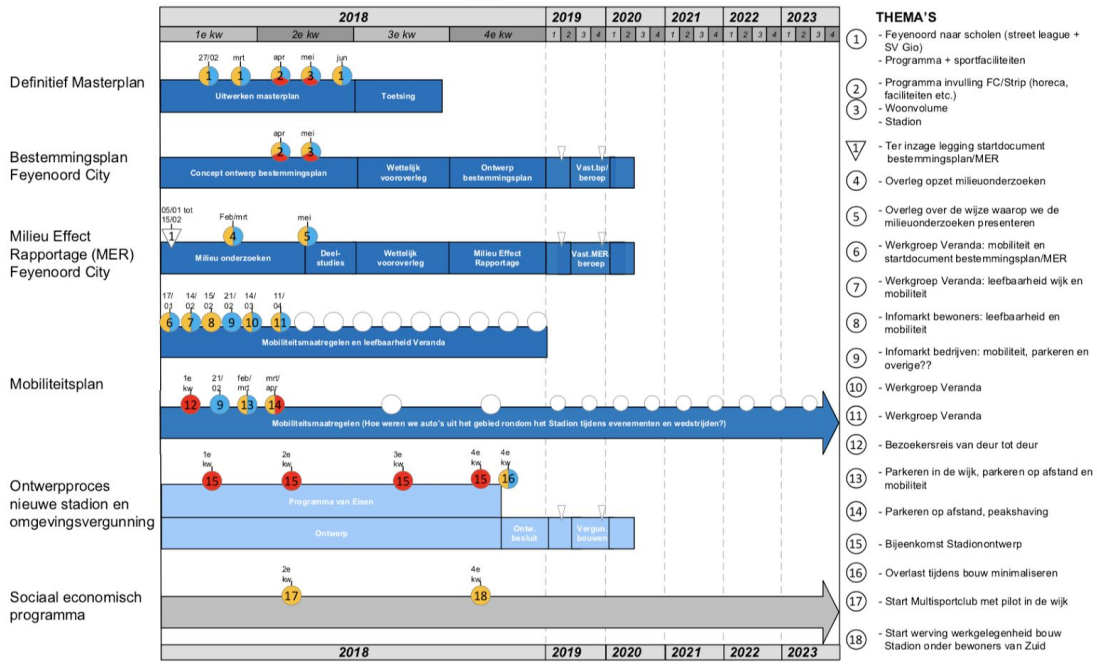 2018 2019 2020 2021 2022 2023
1e kw 2e kw 3e kw 4e kw 1 2 3 4 1 2 3 4 1 2 3 4 1 2 3 4 1 2 3 4
Definitief Masterplan
27/02 mrt apr mei jun
1 1 2 3 1
Uitwerken masterplan Toetsing
Bestemmingsplan
Feyenoord City
apr mei
2 3
Concept ontwerp bestemmingsplan
Wettelijk
vooroverleg
Ontwerp
bestemmingsplan
Vast.bp/
beroep
Milieu Effect
Rapportage (MER)
Feyenoord City
05/01 tot
15/02
Feb/mrt mei
1 4 5
Milieu onderzoeken
Deel-
studies
Wettelijk
vooroverleg
Milieu Effect
Rapportage
Vast.MER
beroep
Mobiliteitsplan
17/
01
14/
02
15/
02
21/
02
14/
03
11/
04
6 7 8 9 10 11
Mobiliteitsmaatregelen en leefbaarheid Veranda
1e
kw
21/
02
feb/
mrt
mrt/
apr
12 9 13 14
Mobiliteitsmaatregelen (Hoe weren we auto's uit het gebied rondom het Stadion tijdens evenementen en wedstrijden?)
Ontwerpproces
nieuwe stadion en
omgevingsvergunning
1e
kw
2e
kw
3e
kw
4e
kw
4e
kw
15 15 15 15 16
Programma van Eisen
Ontwerp
Ontw.
besluit
Vergun.
bouwen
Sociaal economisch
programma
2e
kw
4e
kw
17 18
2018 2019 2020 2021 2022 2023
THEMA'S
1 - Feyenoord naar scholen (street league +
SV Gio)
- Programma + sportfaciliteiten
2 - Programma invulling FC/Strip (horeca,
faciliteiten etc.)
3 - Woonvolume
- Stadion
1 - Ter inzage legging startdocument
bestemmingsplan/MER
4 - Overleg opzet milieuonderzoeken
5 - Overleg over de wijze waarop we de
milieuonderzoeken presenteren
6 - Werkgroep Veranda: mobiliteit en
startdocument bestemmingsplan/MER
7 - Werkgroep Veranda: leefbaarheid wijk en
mobiliteit
8 - Infomarkt bewoners: leefbaarheid en
mobiliteit
9 - Infomarkt bedrijven: mobiliteit, parkeren en
overige??
10 - Werkgroep Veranda
11 - Werkgroep Veranda
12 - Bezoekersreis van deur tot deur
13 - Parkeren in de wijk, parkeren op afstand en
mobiliteit
14 - Parkeren op afstand, peakshaving
15 - Bijeenkomst Stadionontwerp
16 - Overlast tijdens bouw minimaliseren
17 - Start Multisportclub met pilot in de wijk
18 - Start werving werkgelegenheid bouw
Stadion onder bewoners van Zuid